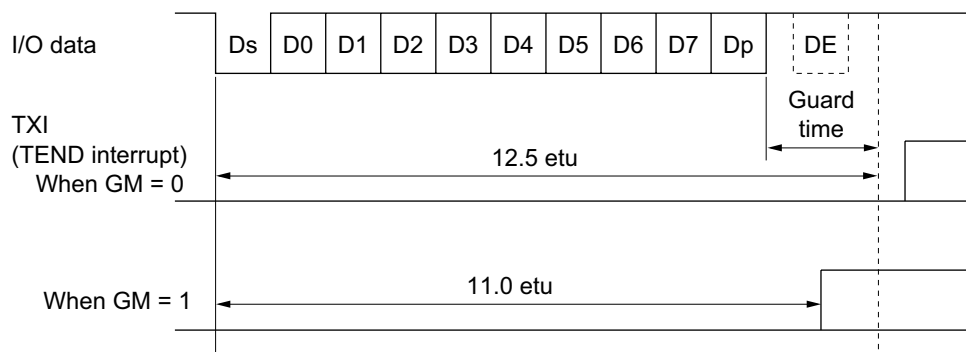 I/O data
Ds D0 D1 D2 D3 D4 D5 D6 D7 Dp DE
Guard
time
TXI
(TEND interrupt)
When GM = 0
12.5 etu
When GM = 1
11.0 etu